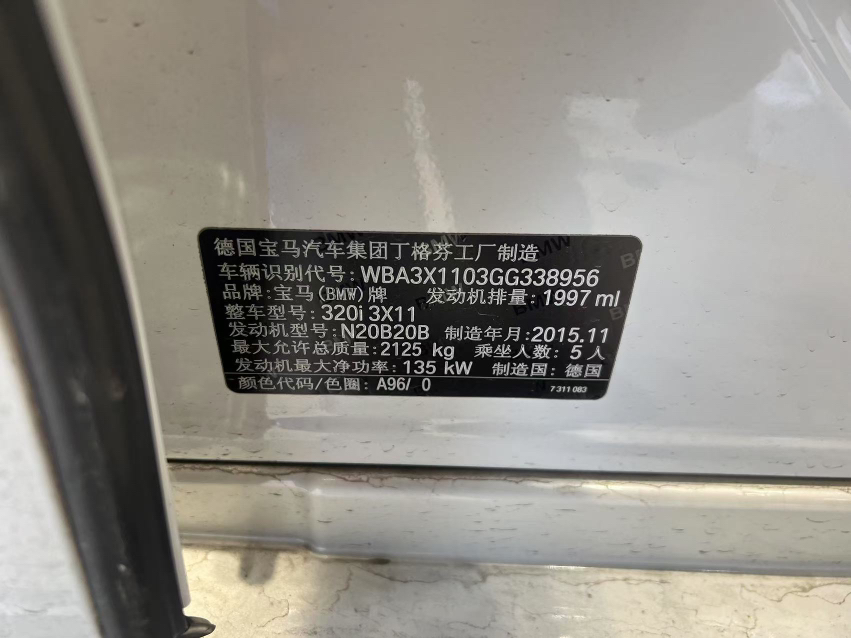 德国宝马汽车集团丁格芬工厂制造
车辆识别代号: WBA3X1103GG338956
品牌: 宝马(BMW)牌 发动机排量: 1997 ml
整车型号: 320i 3X11
发动机型号: N20B20B 制造年月: 2015.11
最大允许总质量: 2125 kg 乘坐人数: 5 人
发动机最大净功率: 135 kW 制造国: 德国
颜色代码/色圈: A96/ 0 7 311 083